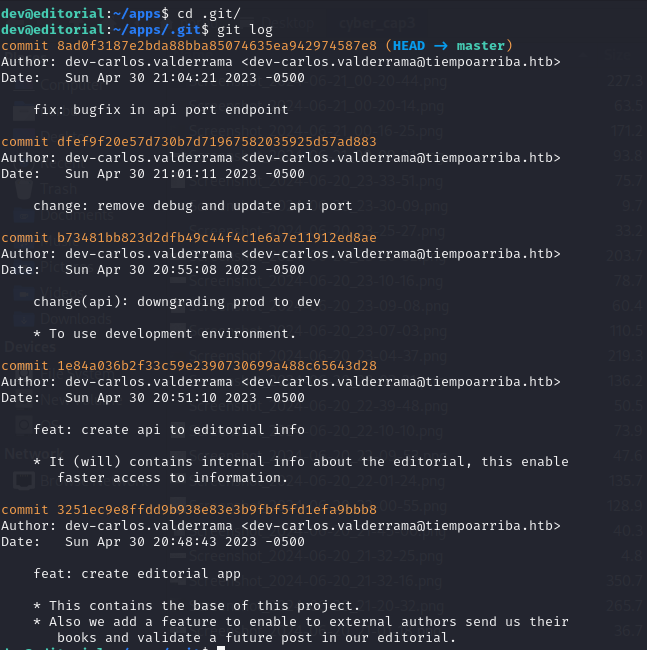 dev@editorial:~/apps$ cd .git/
dev@editorial:~/apps/.git$ git log
commit 8ad0f3187e2bda88bba85074635ea942974587e8 (HEAD → master)
Author: dev-carlos.valderrama <dev-carlos.valderrama@tiempoarriba.htb>
Date:   Sun Apr 30 21:04:21 2023 -0500

    fix: bugfix in api port endpoint

commit dfef9f20e57d730b7d71967582035925d57ad883
Author: dev-carlos.valderrama <dev-carlos.valderrama@tiempoarriba.htb>
Date:   Sun Apr 30 21:01:11 2023 -0500

    change: remove debug and update api port

commit b73481bb823d2dfb49c44f4c1e6a7e11912ed8ae
Author: dev-carlos.valderrama <dev-carlos.valderrama@tiempoarriba.htb>
Date:   Sun Apr 30 20:55:08 2023 -0500

    change(api): downgrading prod to dev

    * To use development environment.

commit 1e84a036b2f33c59e2390730699a488c65643d28
Author: dev-carlos.valderrama <dev-carlos.valderrama@tiempoarriba.htb>
Date:   Sun Apr 30 20:51:10 2023 -0500

    feat: create api to editorial info

    * It (will) contains internal info about the editorial, this enable
       faster access to information.

commit 3251ec9e8ffdd9b938e83e3b9fbf5fd1efa9bbb8
Author: dev-carlos.valderrama <dev-carlos.valderrama@tiempoarriba.htb>
Date:   Sun Apr 30 20:48:43 2023 -0500

    feat: create editorial app

    * This contains the base of this project.
    * Also we add a feature to enable to external authors send us their
       books and validate a future post in our editorial.